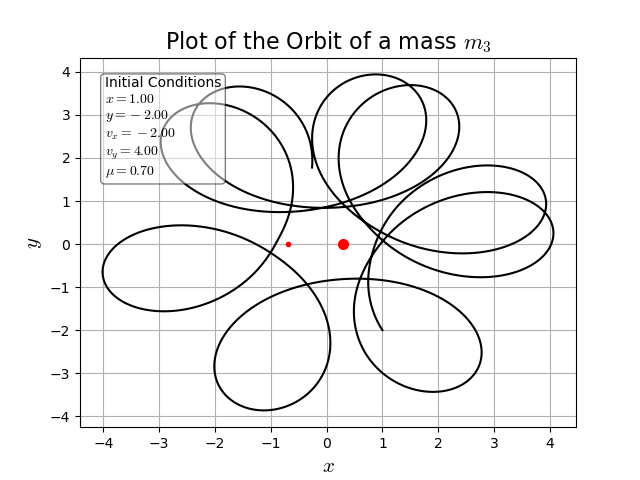 Plot of the Orbit of a mass m₃
Initial Conditions
x = 1.00
y = −2.00
vₓ = −2.00
v_y = 4.00
μ = 0.70
4
3
2
1
0
−1
−2
−3
−4
y
−4 −3 −2 −1 0 1 2 3 4
x